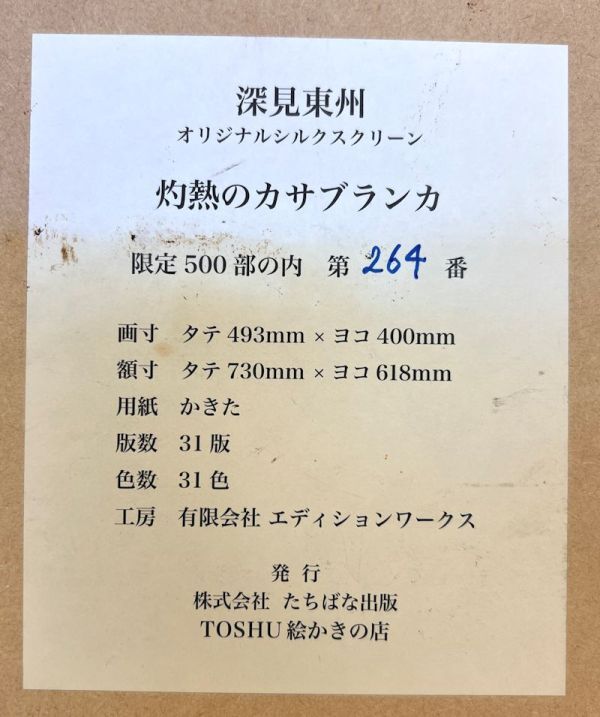 深見東州
オリジナルシルクスクリーン
灼熱のカサブランカ
限定500部の内 第 264 番
画寸 タテ493mm×ヨコ400mm
額寸 タテ730mm×ヨコ618mm
用紙 かきた
版数 31版
色数 31色
工房 有限会社 エディションワークス
発行
株式会社 たちばな出版
TOSHU絵かきの店